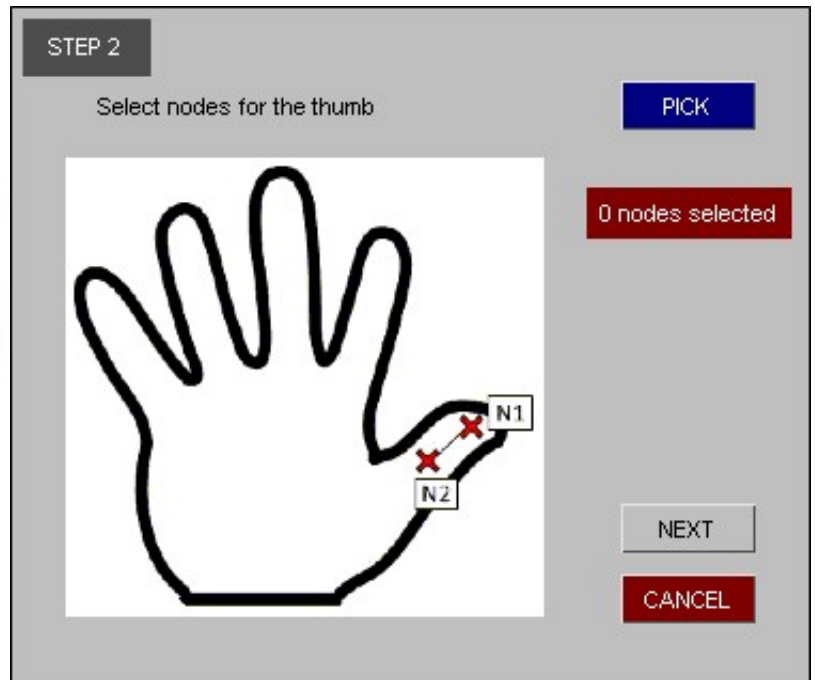 STEP 2
Select nodes for the thumb
PICK
0 nodes selected
N1
N2
NEXT
CANCEL